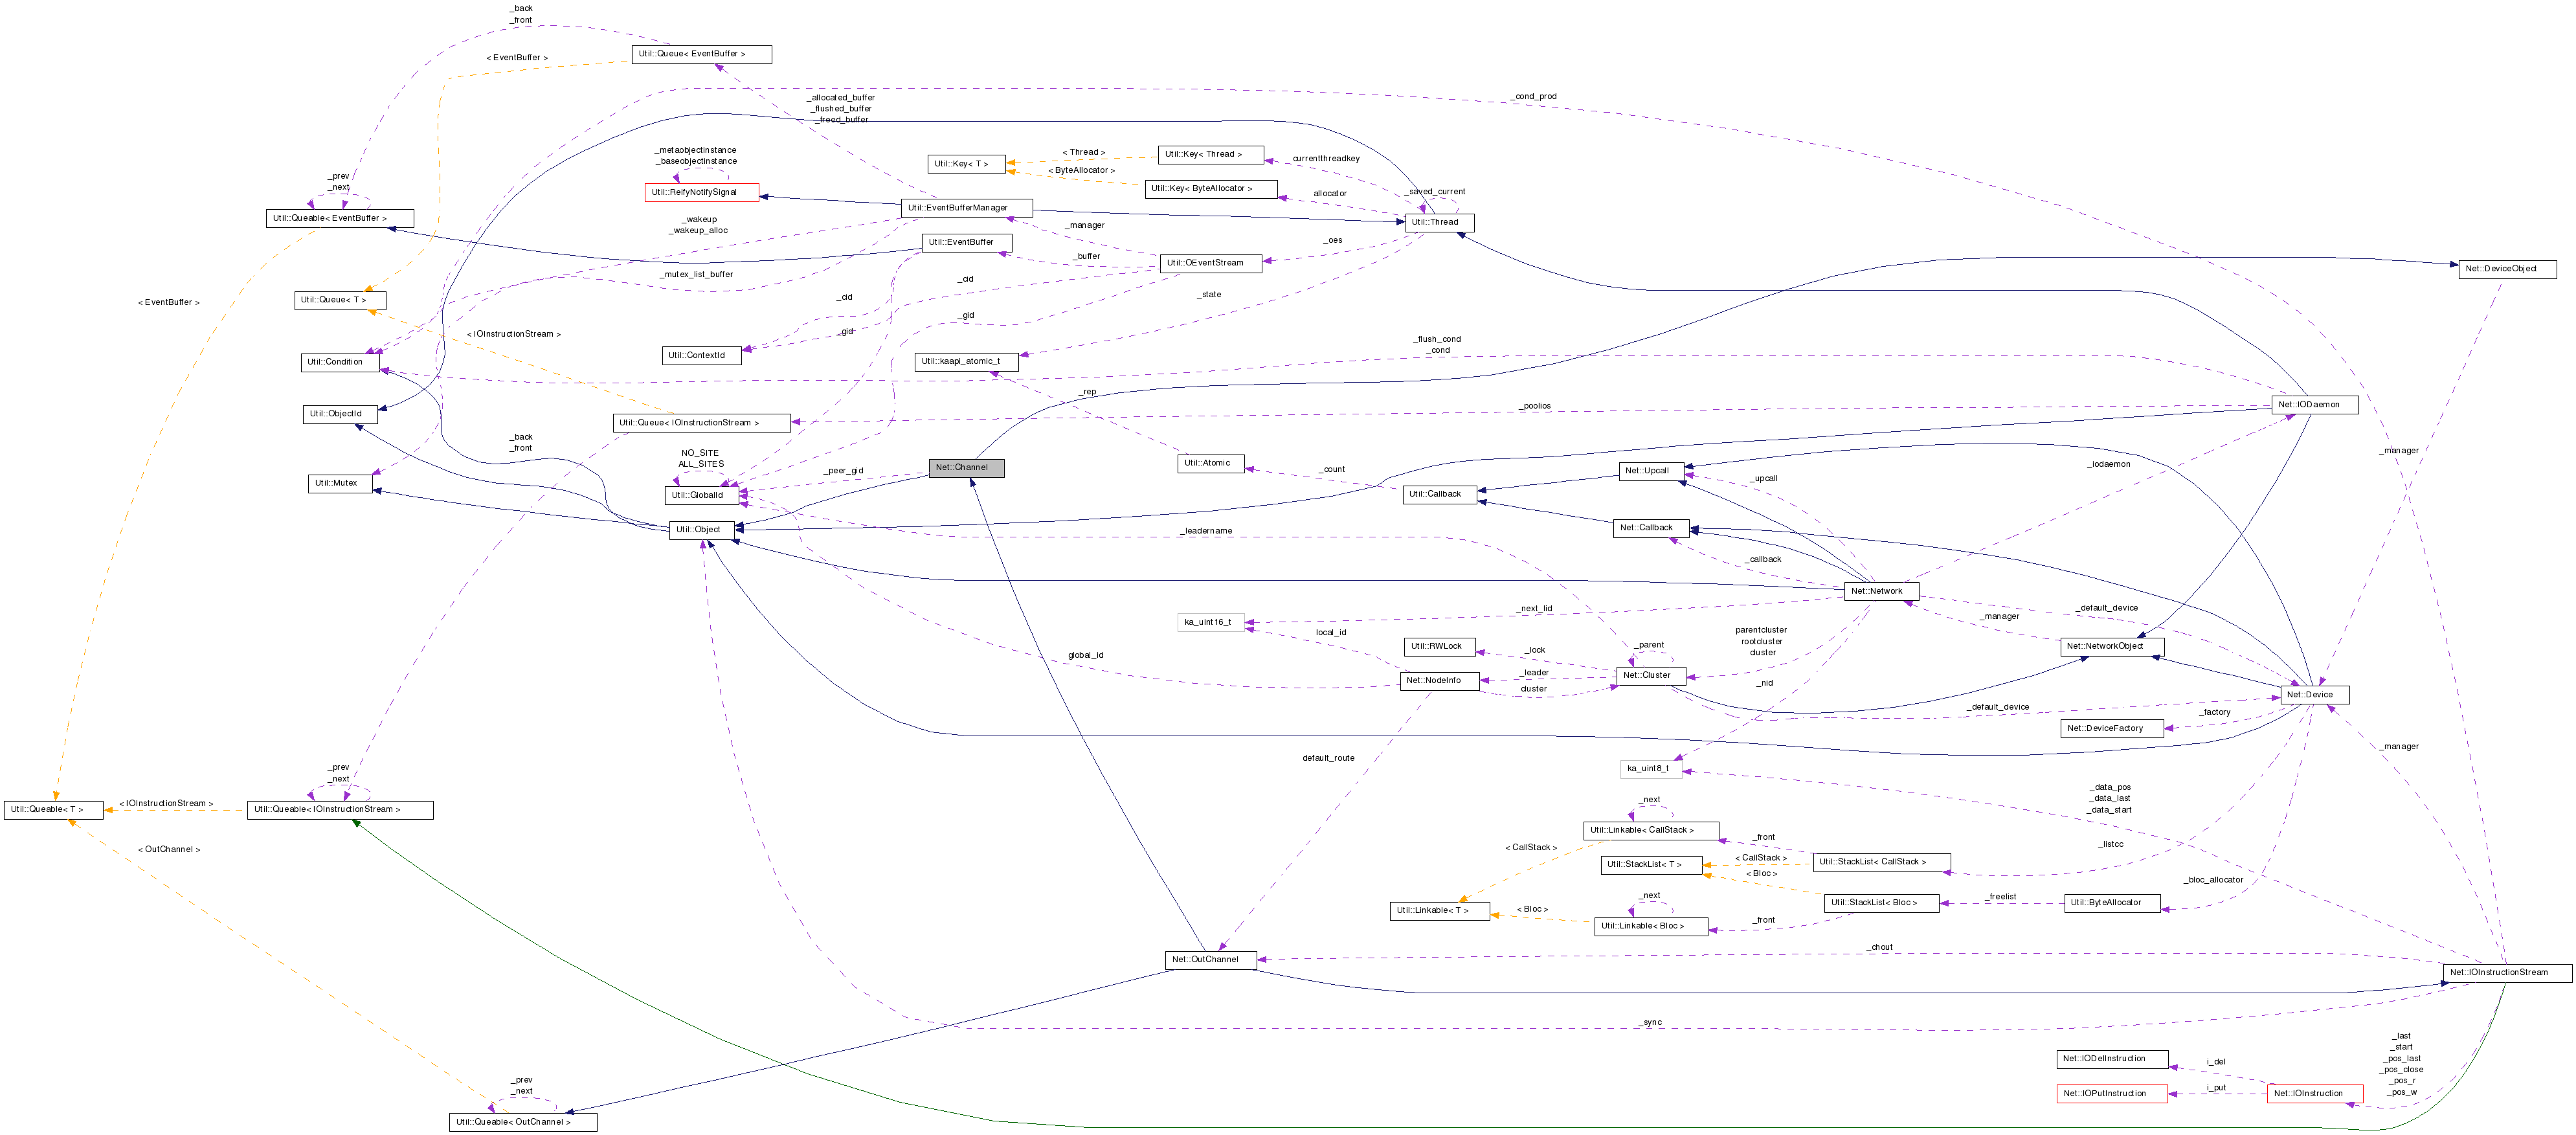 _back
_front
Util::Queue< EventBuffer >
< EventBuffer >
_allocated_buffer
_flushed_buffer
_freed_buffer
_cond_prod
_metaobjectinstance
_baseobjectinstance
Util::ReifyNotifySignal
Util::Key< T >
< Thread >
Util::Key< Thread >
currentthreadkey
< ByteAllocator >
Util::Key< ByteAllocator >
allocator
_saved_current
Util::Thread
_prev
_next
Util::Queable< EventBuffer >
Util::EventBufferManager
_wakeup
_wakeup_alloc
_manager
_oes
Util::EventBuffer
_buffer
Util::OEventStream
Net::DeviceObject
_mutex_list_buffer
_cid
_cid
_state
Util::Queue< T >
< EventBuffer >
_gid
_gid
< IOInstructionStream >
_flush_cond
_cond
Util::Condition
Util::ContextId
Util::kaapi_atomic_t
_rep
Util::ObjectId
Util::Queue< IOInstructionStream >
_poolios
Net::IODaemon
_back
_front
NO_SITE
ALL_SITES
_peer_gid
Net::Channel
Util::Atomic
_count
Net::Upcall
_upcall
_iodaemon
_manager
Util::Mutex
Util::GlobalId
Util::Callback
Util::Object
_leadername
Net::Callback
_callback
Net::Network
_next_lid
ka_uint16_t
local_id
_default_device
_manager
parentcluster
rootcluster
cluster
Util::RWLock
_lock
_parent
Net::NetworkObject
global_id
Net::NodeInfo
_leader
cluster
Net::Cluster
_nid
Net::Device
_default_device
_factory
Net::DeviceFactory
default_route
ka_uint8_t
_manager
_prev
_next
Util::Queable< T >
< IOInstructionStream >
Util::Queable< IOInstructionStream >
_data_pos
_data_last
_data_start
_next
Util::Linkable< CallStack >
_front
< OutChannel >
< CallStack >
Util::StackList< T >
< CallStack >
Util::StackList< CallStack >
_listcc
< Bloc >
_bloc_allocator
_next
_freelist
Util::StackList< Bloc >
Util::ByteAllocator
Util::Linkable< T >
< Bloc >
Util::Linkable< Bloc >
_front
Net::OutChannel
_chout
Net::IOInstructionStream
_sync
_last
_start
_pos_last
_pos_close
_pos_r
_pos_w
Net::IODelInstruction
i_del
Net::IOPutInstruction
i_put
Net::IOInstruction
_prev
_next
Util::Queable< OutChannel >